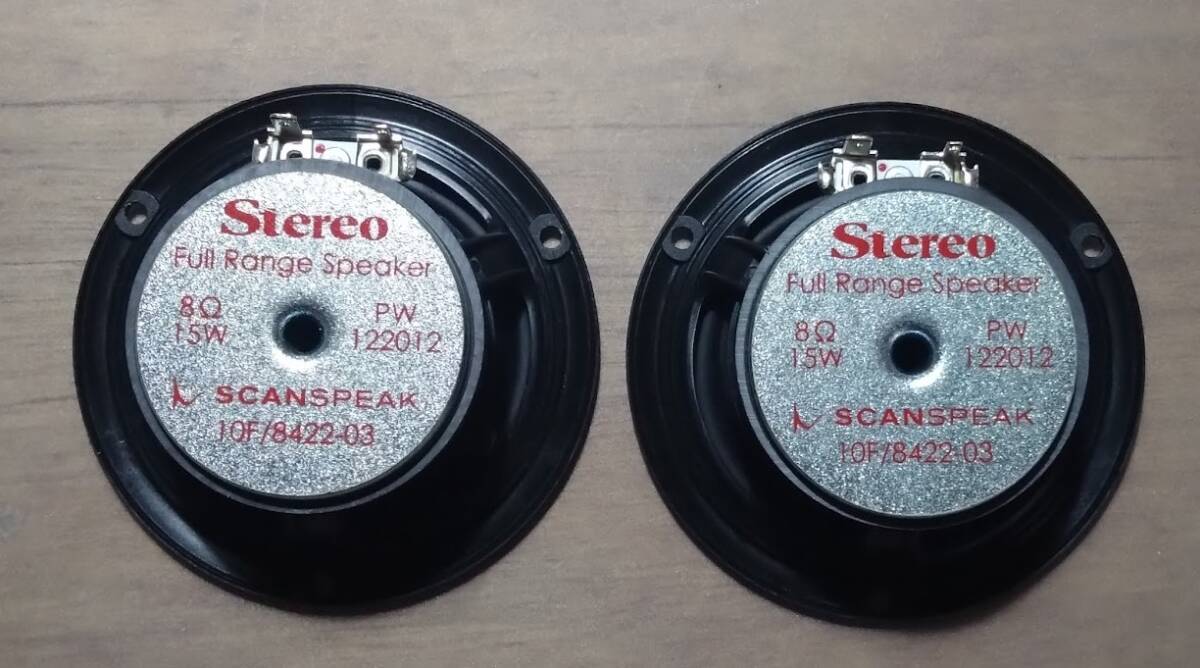 Stereo
Full Range Speaker
8Ω PW
15W 122012
SCANSPEAK
10F/8422-03
Stereo
Full Range Speaker
8Ω PW
15W 122012
SCANSPEAK
10F/8422-03